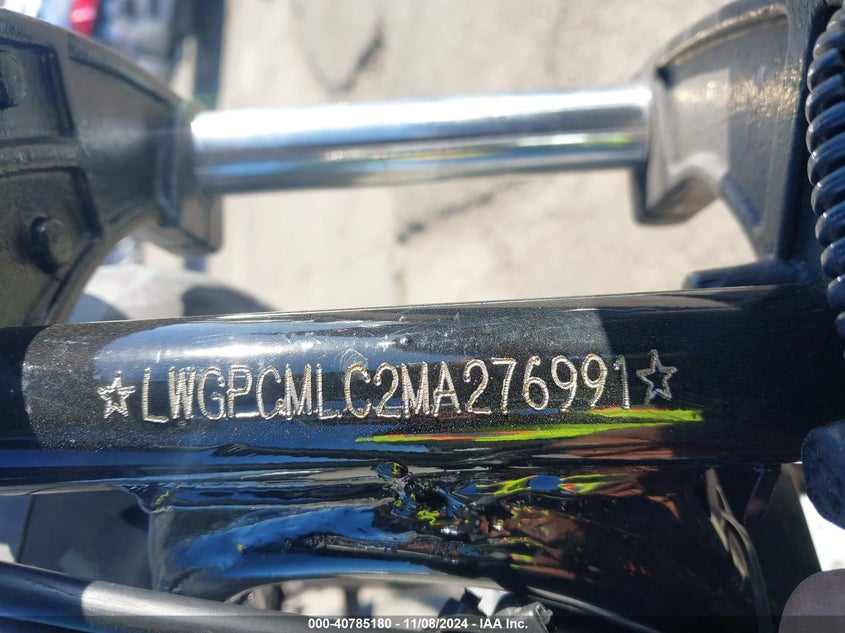 ☆LWGPCMLC2MA276991☆
000-40785180 - 11/08/2024 - IAA Inc.